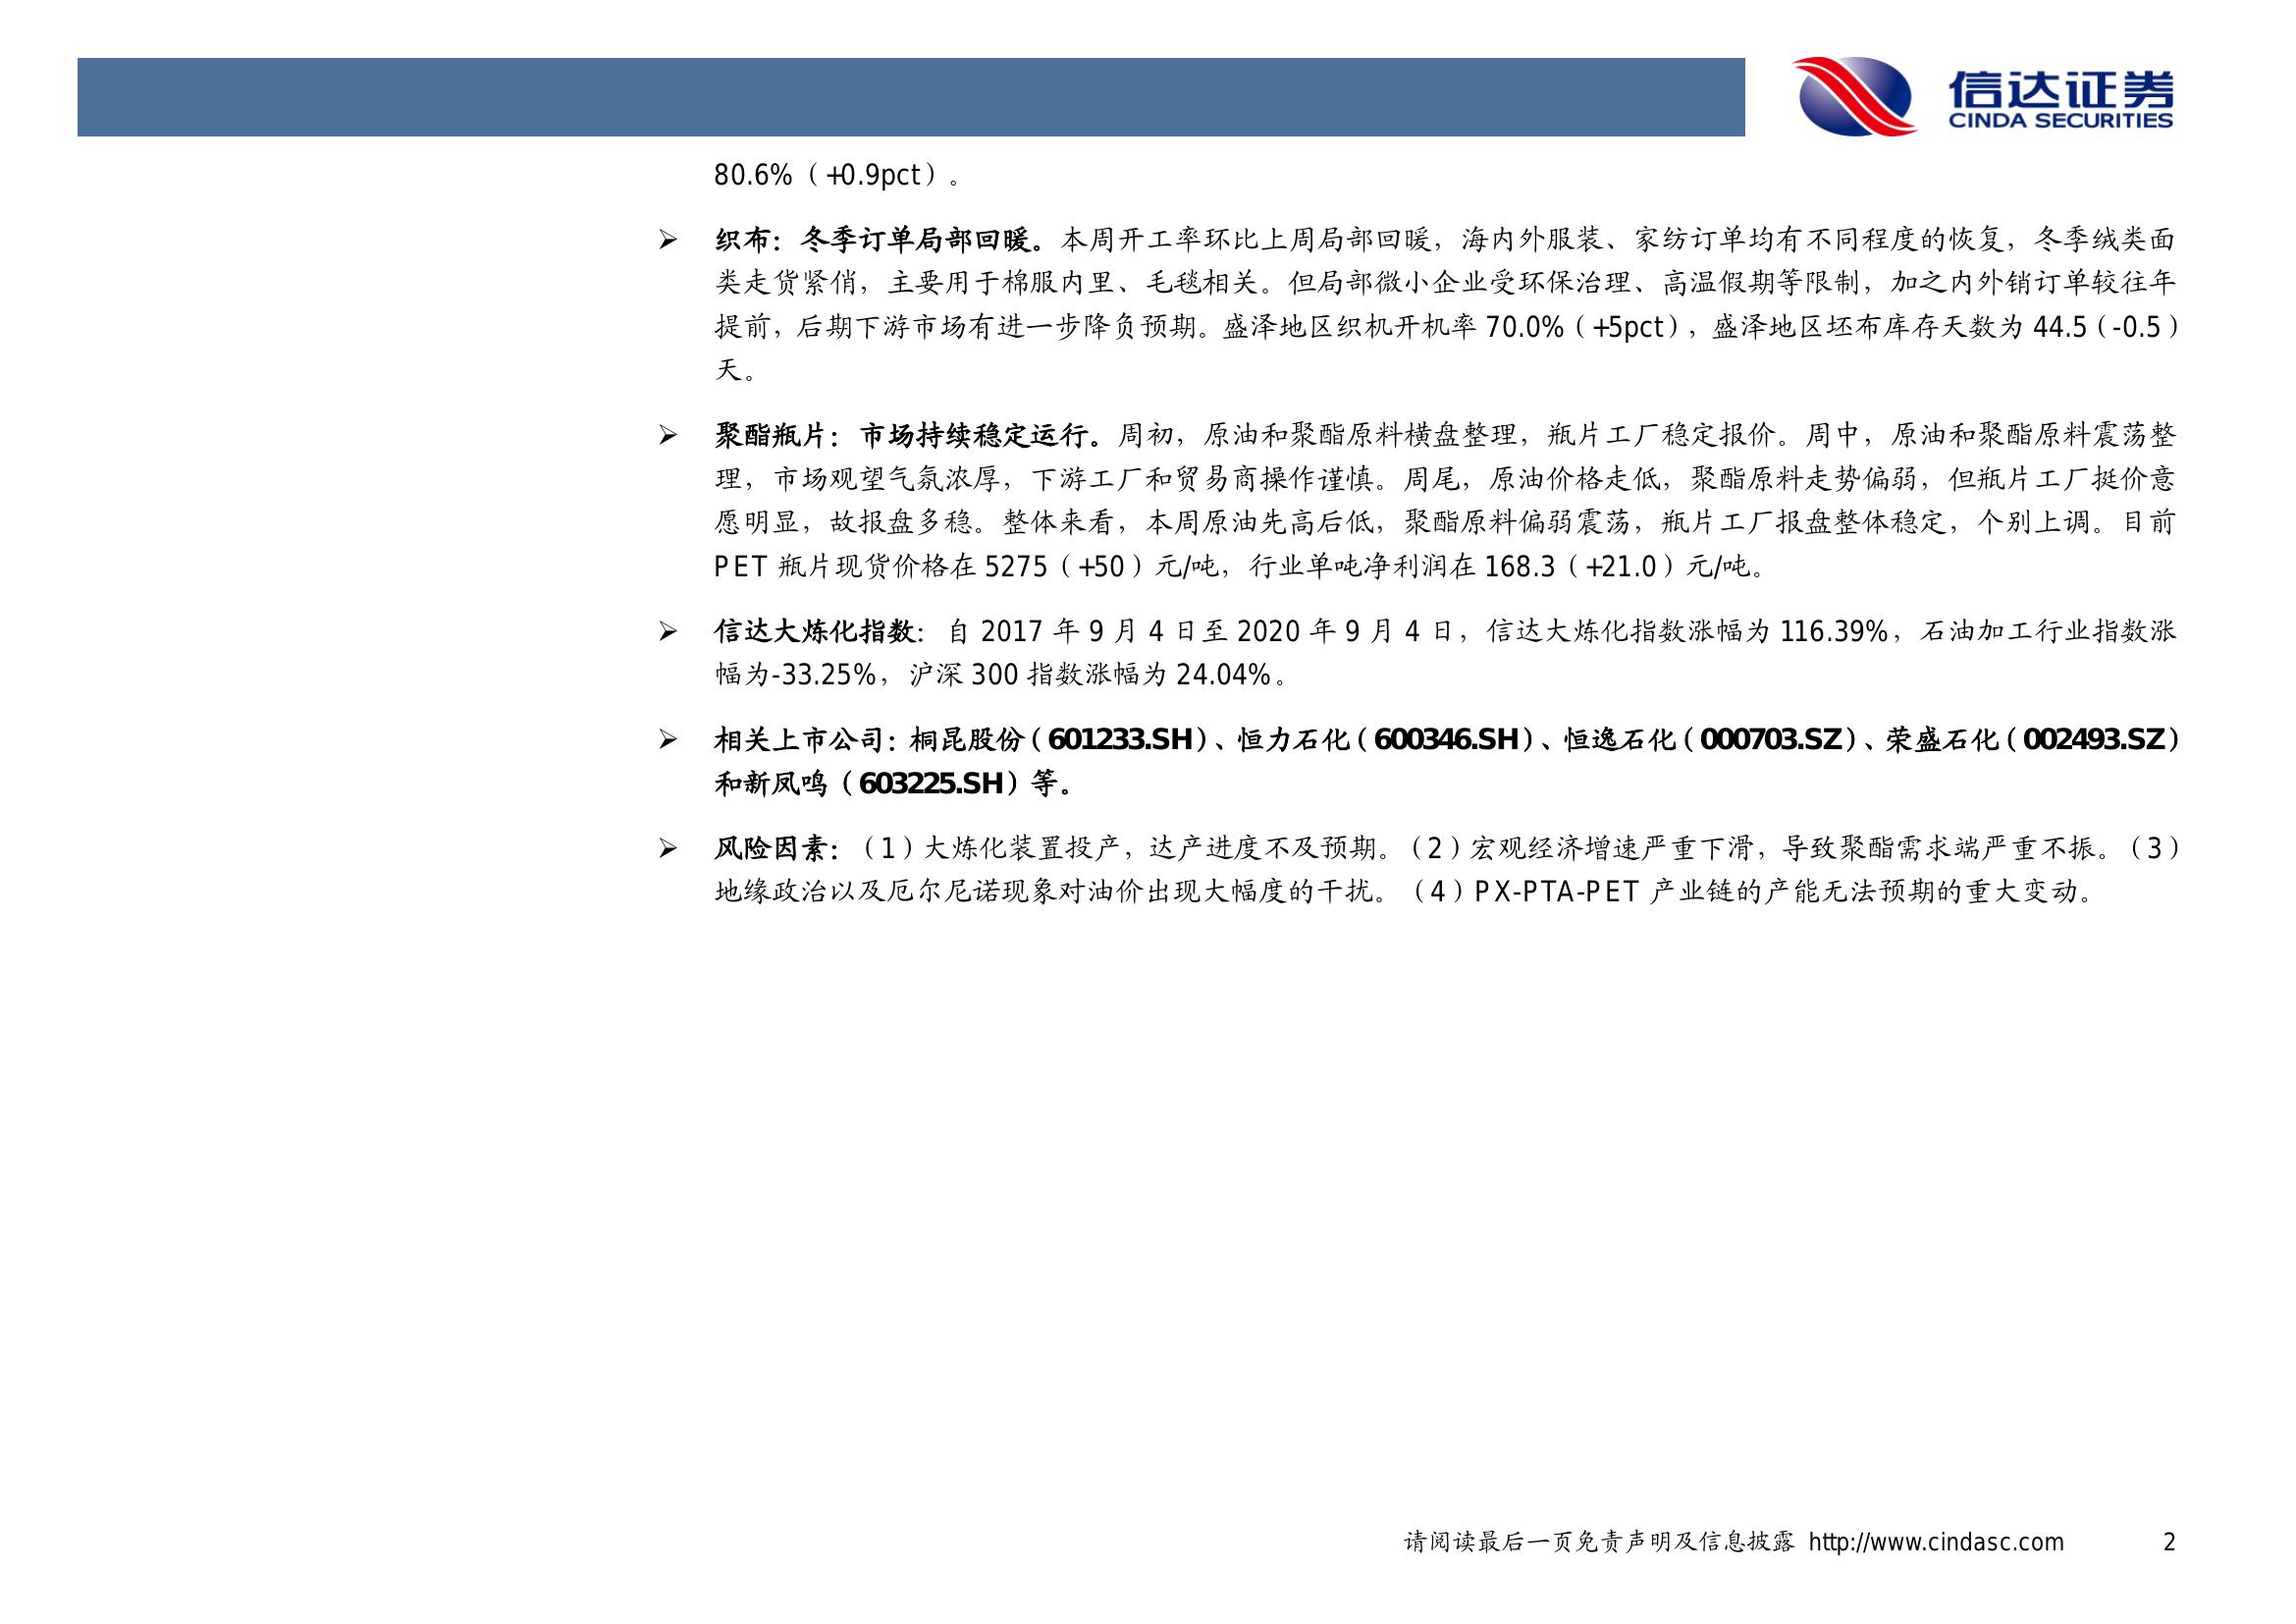 信达证券
CINDA SECURITIES
80.6%（+0.9pct）。
➢ 织布：冬季订单局部回暖。本周开工率环比上周局部回暖，海内外服装、家纺订单均有不同程度的恢复，冬季绒类面
类走货紧俏，主要用于棉服内里、毛毯相关。但局部微小企业受环保治理、高温假期等限制，加之内外销订单较往年
提前，后期下游市场有进一步降负预期。盛泽地区织机开机率 70.0%（+5pct），盛泽地区坯布库存天数为 44.5（-0.5）
天。
➢ 聚酯瓶片：市场持续稳定运行。周初，原油和聚酯原料横盘整理，瓶片工厂稳定报价。周中，原油和聚酯原料震荡整
理，市场观望气氛浓厚，下游工厂和贸易商操作谨慎。周尾，原油价格走低，聚酯原料走势偏弱，但瓶片工厂挺价意
愿明显，故报盘多稳。整体来看，本周原油先高后低，聚酯原料偏弱震荡，瓶片工厂报盘整体稳定，个别上调。目前
PET 瓶片现货价格在 5275（+50）元/吨，行业单吨净利润在 168.3（+21.0）元/吨。
➢ 信达大炼化指数：自 2017 年 9 月 4 日至 2020 年 9 月 4 日，信达大炼化指数涨幅为 116.39%，石油加工行业指数涨
幅为-33.25%，沪深 300 指数涨幅为 24.04%。
➢ 相关上市公司：桐昆股份（601233.SH）、恒力石化（600346.SH）、恒逸石化（000703.SZ）、荣盛石化（002493.SZ）
和新凤鸣（603225.SH）等。
➢ 风险因素：（1）大炼化装置投产，达产进度不及预期。（2）宏观经济增速严重下滑，导致聚酯需求端严重不振。（3）
地缘政治以及厄尔尼诺现象对油价出现大幅度的干扰。（4）PX-PTA-PET 产业链的产能无法预期的重大变动。
请阅读最后一页免责声明及信息披露 http://www.cindasc.com 2